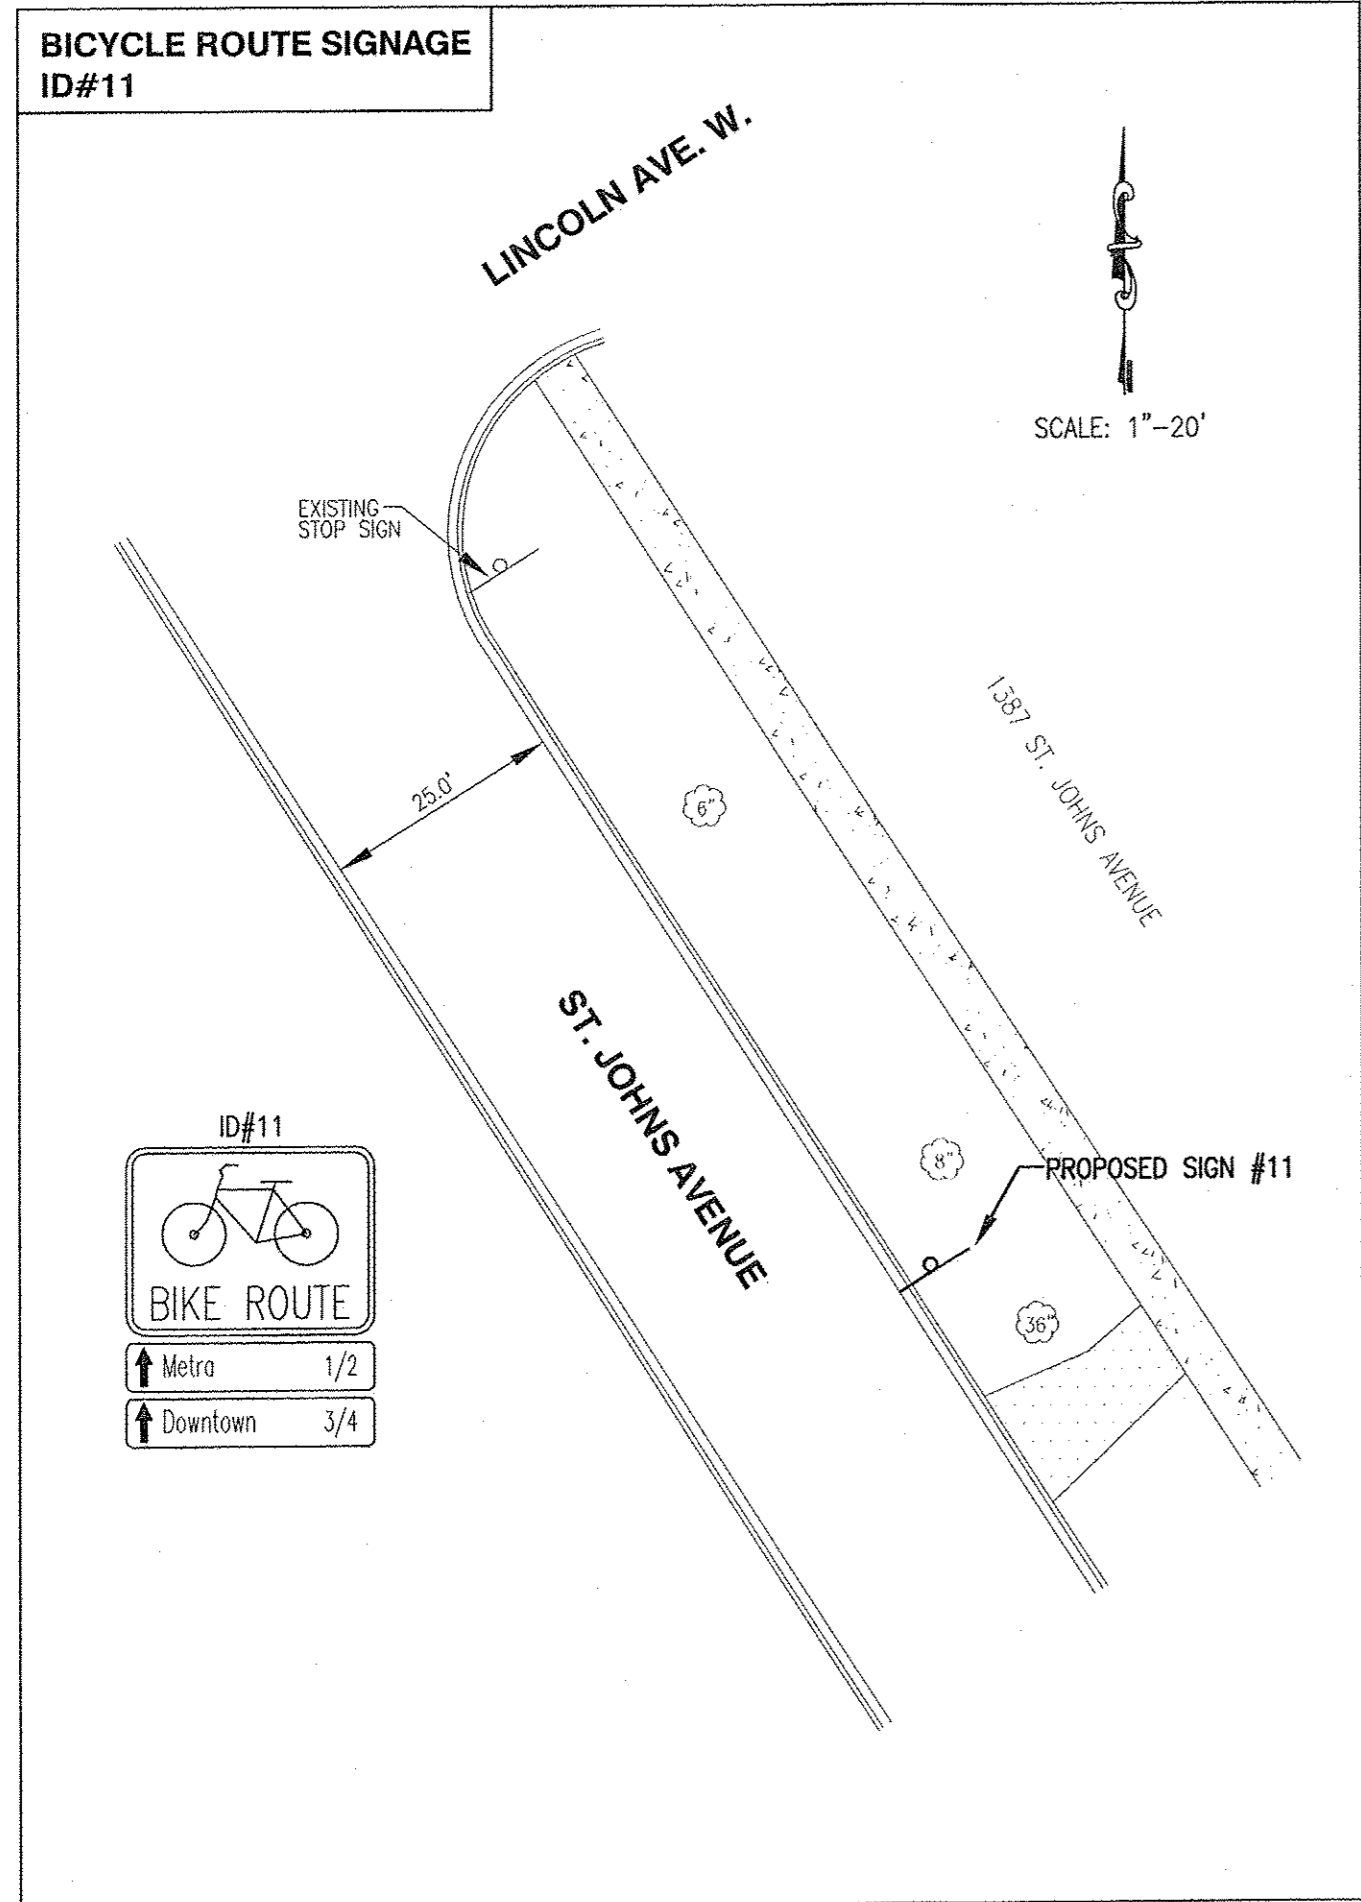 BICYCLE ROUTE SIGNAGE
ID#11
LINCOLN AVE. W.
SCALE: 1"-20'
EXISTING
STOP SIGN
25.0'
6"
1387 ST. JOHNS AVENUE
ST. JOHNS AVENUE
8"
PROPOSED SIGN #11
36"
ID#11
BIKE ROUTE
Metra 1/2
Downtown 3/4